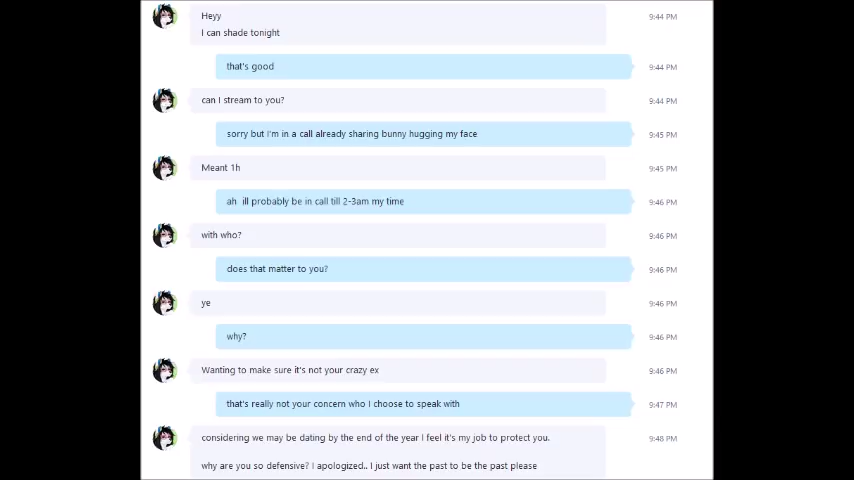 Heyy
9:44 PM
I can shade tonight
that's good
9:44 PM
can I stream to you?
9:44 PM
sorry but I'm in a call already sharing bunny hugging my face
9:45 PM
Meant 1h
9:45 PM
ah ill probably be in call till 2-3am my time
9:46 PM
with who?
9:46 PM
does that matter to you?
9:46 PM
ye
9:46 PM
why?
9:46 PM
Wanting to make sure it's not your crazy ex
9:46 PM
that's really not your concern who I choose to speak with
9:47 PM
considering we may be dating by the end of the year I feel it's my job to protect you.
9:48 PM
why are you so defensive? I apologized.. I just want the past to be the past please